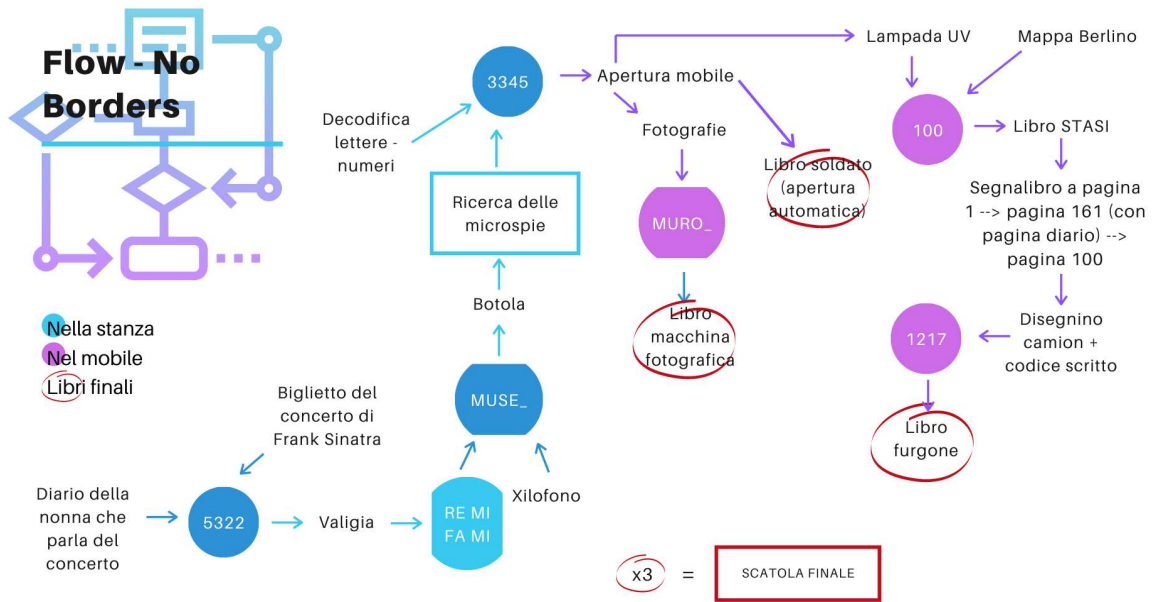 Flow - No
Borders
Nella stanza
Nel mobile
Libri finali
Diario della
nonna che
parla del
concerto
Biglietto del
concerto di
Frank Sinatra
5322
Valigia
RE MI
FA MI
Xilofono
MUSE_
Botola
Ricerca delle
microspie
Decodifica
lettere -
numeri
3345
Apertura mobile
Fotografie
MURO_
Libro
macchina
fotografica
Libro soldato
(apertura
automatica)
Lampada UV
Mappa Berlino
100
Libro STASI
Segnalibro a pagina
1 --> pagina 161 (con
pagina diario) -->
pagina 100
Disegnino
camion +
codice scritto
1217
Libro
furgone
x3
=
SCATOLA FINALE